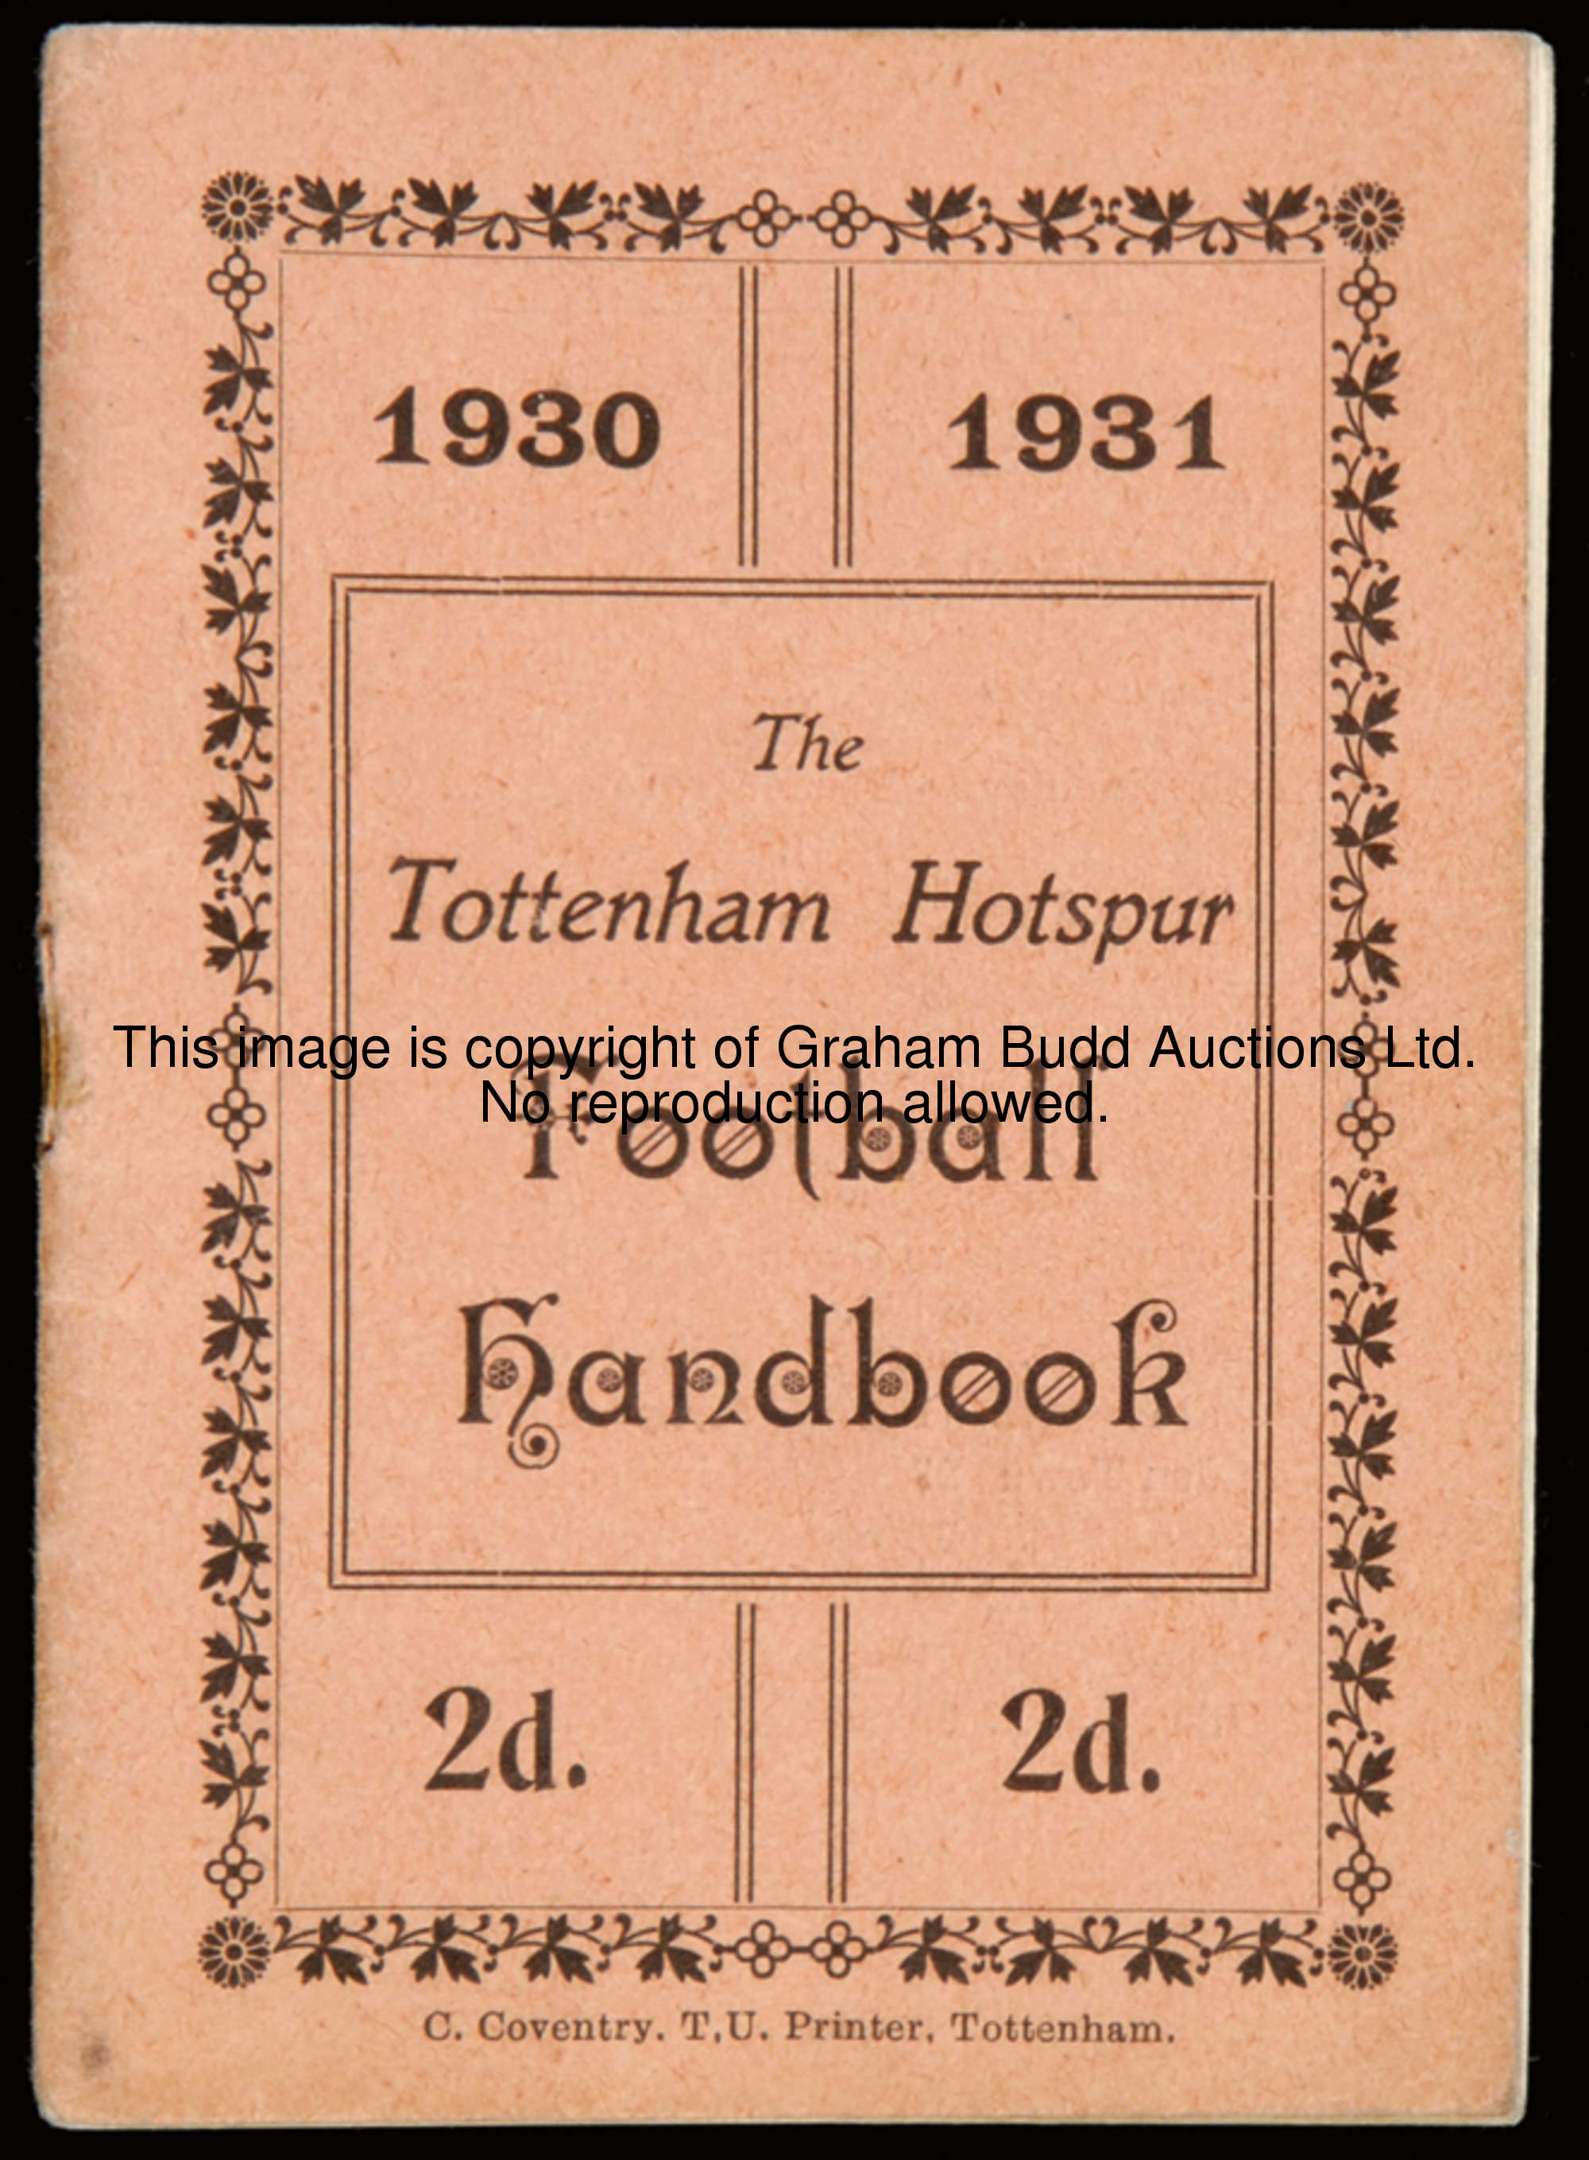 1930 1931
The
Tottenham Hotspur
This image is copyright of Graham Budd Auctions Ltd.
No reproduction allowed.
Football
Handbook
2d. 2d.
C. Coventry. T.U. Printer, Tottenham.